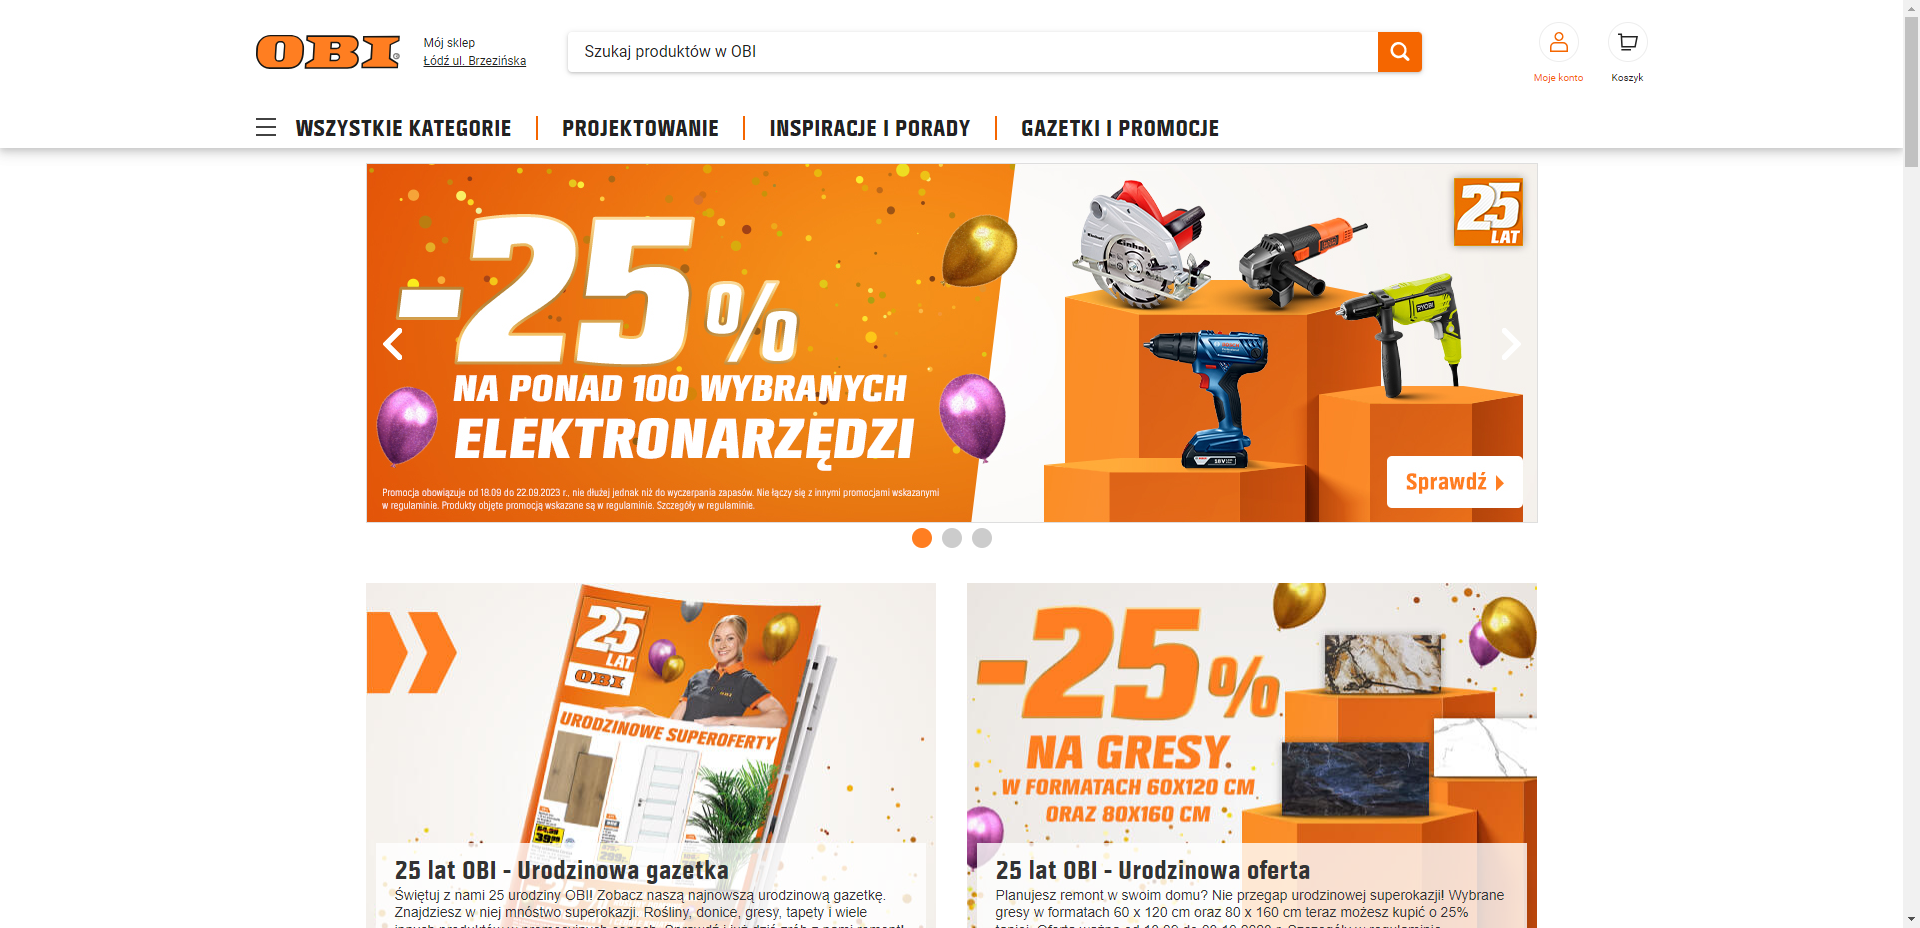 OBI
Mój sklep
Łódź ul. Brzezińska
Szukaj produktów w OBI
Moje konto
Koszyk
WSZYSTKIE KATEGORIE
PROJEKTOWANIE
INSPIRACJE I PORADY
GAZETKI I PROMOCJE
-25%
NA PONAD 100 WYBRANYCH
ELEKTRONARZĘDZI
Promocja obowiązuje od 18.09 do 22.09.2023 r., nie dłużej jednak niż do wyczerpania zapasów. Nie łączy się z innymi promocjami wskazanymi
w regulaminie. Produkty objęte promocją wskazane są w regulaminie. Szczegóły w regulaminie.
25
LAT
Einhell
RYOBI
18V
Sprawdź
25
LAT
OBI
OBI
URODZINOWE SUPEROFERTY
25 lat OBI - Urodzinowa gazetka
Świętuj z nami 25 urodziny OBI! Zobacz naszą najnowszą urodzinową gazetkę.
Znajdziesz w niej mnóstwo superokazji. Rośliny, donice, gresy, tapety i wiele
-25%
NA GRESY
W FORMATACH 60X120 CM
ORAZ 80X160 CM
25 lat OBI - Urodzinowa oferta
Planujesz remont w swoim domu? Nie przegap urodzinowej superokazji! Wybrane
gresy w formatach 60 x 120 cm oraz 80 x 160 cm teraz możesz kupić o 25%